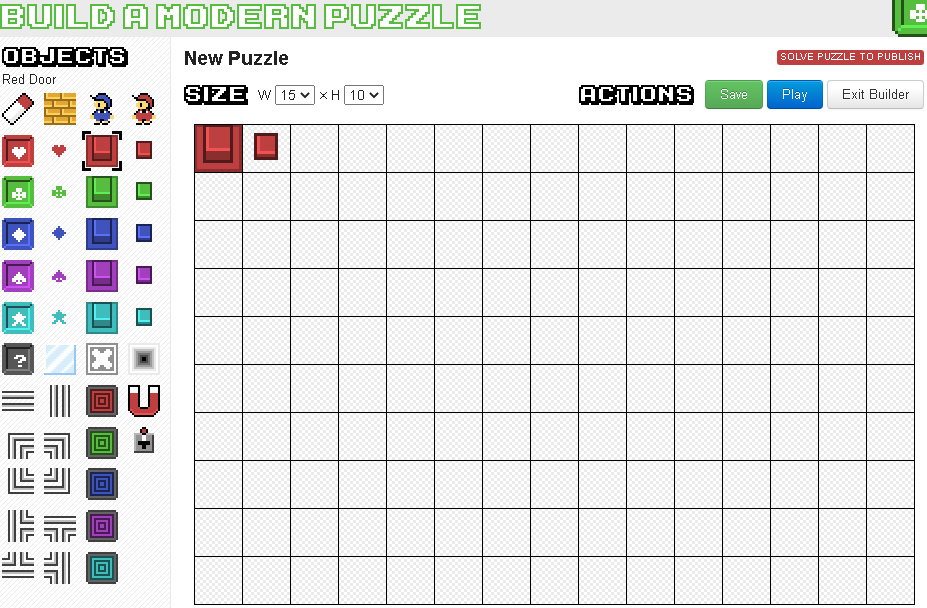 BUILD A MODERN PUZZLE
OBJECTS
Red Door
New Puzzle
SOLVE PUZZLE TO PUBLISH
SIZE W 15 × H 10
ACTIONS Save Play Exit Builder
?